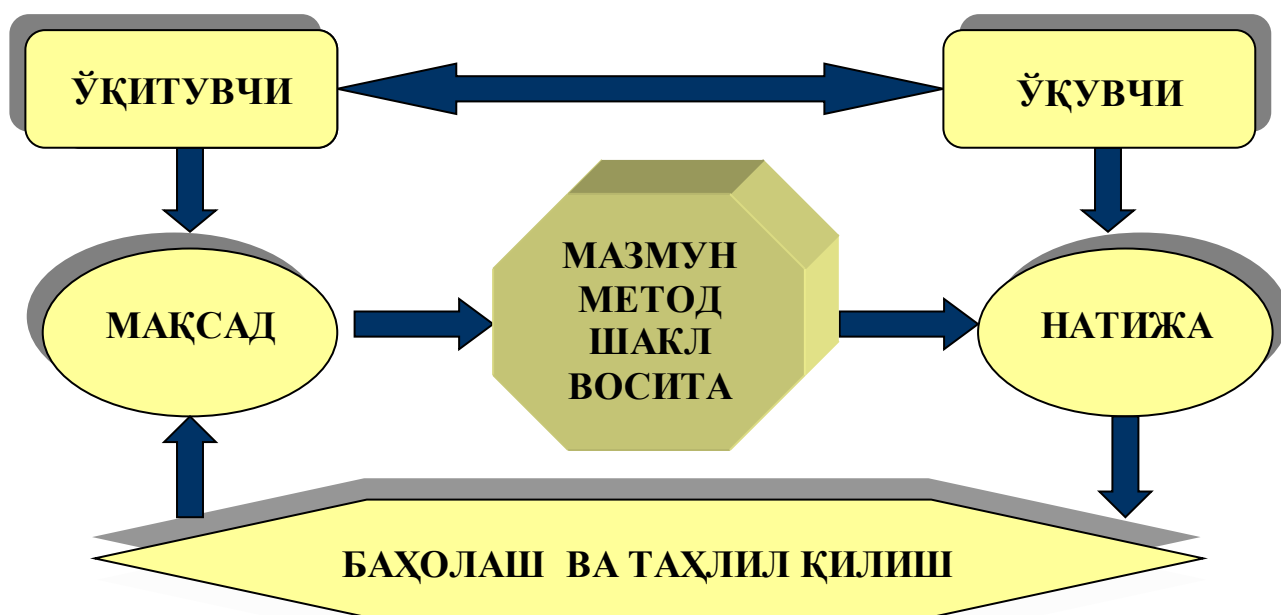 ЎҚИТУВЧИ
ЎҚУВЧИ
МАҚСАД
МАЗМУН
МЕТОД
ШАКЛ
ВОСИТА
НАТИЖА
БАҲОЛАШ ВА ТАҲЛИЛ ҚИЛИШ